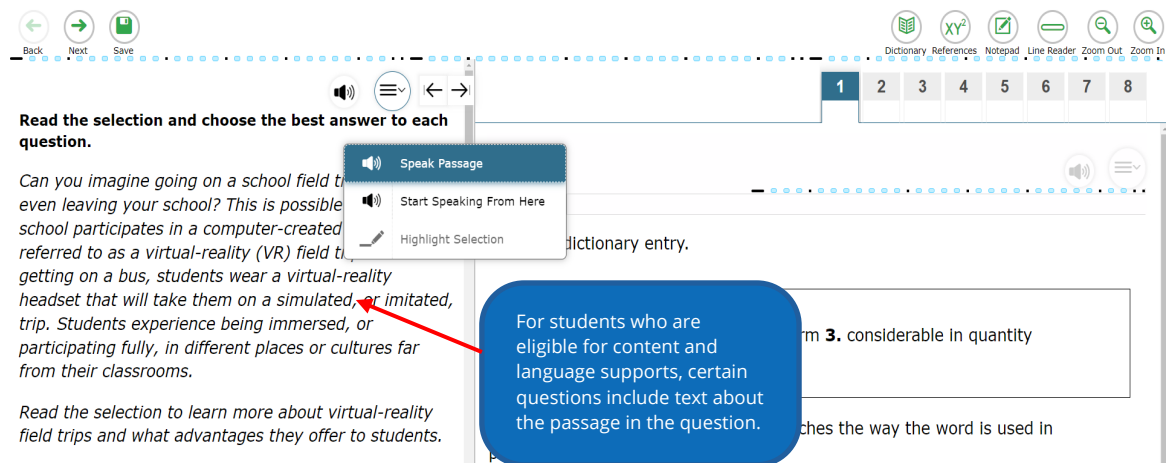 Back Next Save
Dictionary References Notepad Line Reader Zoom Out Zoom In
XY²
1 2 3 4 5 6 7 8
Read the selection and choose the best answer to each
question.
Speak Passage
Start Speaking From Here
Highlight Selection
Can you imagine going on a school field
even leaving your school? This is possible
school participates in a computer-created
referred to as a virtual-reality (VR) field
getting on a bus, students wear a virtual-reality
headset that will take them on a simulated, or imitated,
trip. Students experience being immersed, or
participating fully, in different places or cultures far
from their classrooms.
Read the selection to learn more about virtual-reality
field trips and what advantages they offer to students.
dictionary entry.
3. considerable in quantity
the way the word is used in
For students who are
eligible for content and
language supports, certain
questions include text about
the passage in the question.